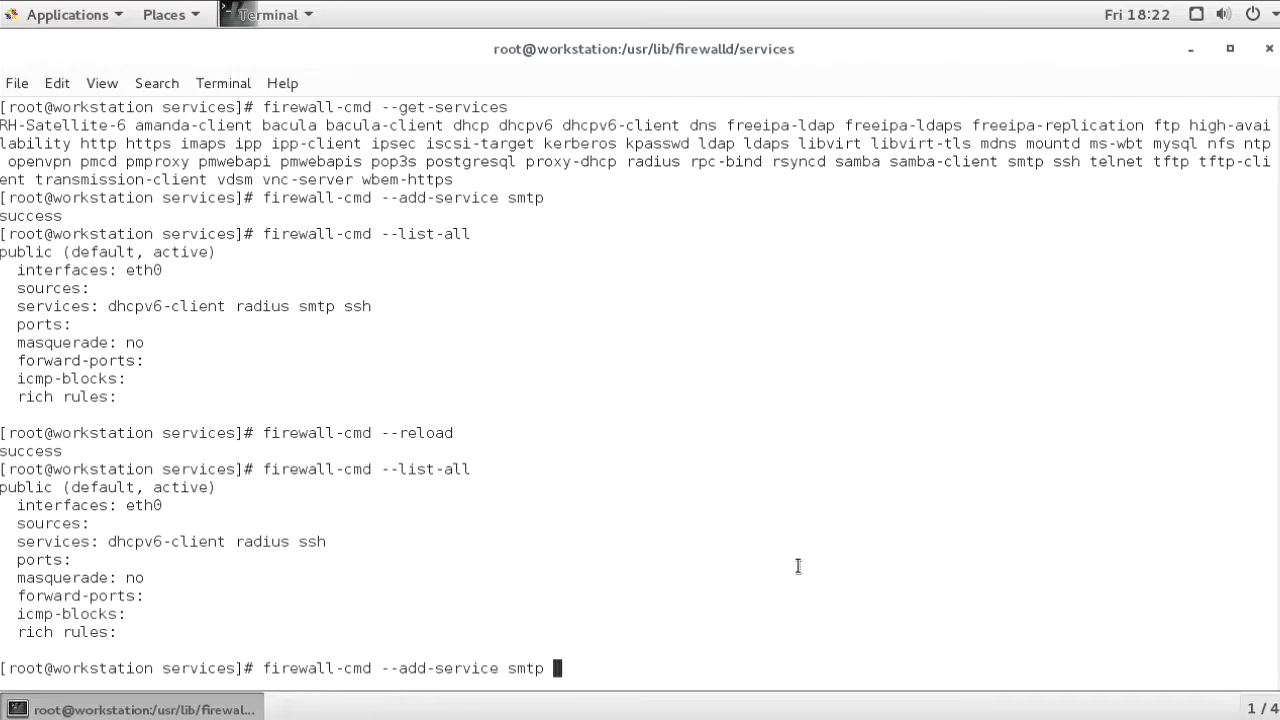 Applications Places Terminal Fri 18:22
root@workstation:/usr/lib/firewalld/services
File Edit View Search Terminal Help
[root@workstation services]# firewall-cmd --get-services
RH-Satellite-6 amanda-client bacula bacula-client dhcp dhcpv6 dhcpv6-client dns freeipa-ldap freeipa-ldaps freeipa-replication ftp high-avai
lability http https imaps ipp ipp-client ipsec iscsi-target kerberos kpasswd ldap ldaps libvirt libvirt-tls mdns mountd ms-wbt mysql nfs ntp
openvpn pmcd pmproxy pmwebapi pmwebapis pop3s postgresql proxy-dhcp radius rpc-bind rsyncd samba samba-client smtp ssh telnet tftp tftp-cli
ent transmission-client vdsm vnc-server wbem-https
[root@workstation services]# firewall-cmd --add-service smtp
success
[root@workstation services]# firewall-cmd --list-all
public (default, active)
interfaces: eth0
sources:
services: dhcpv6-client radius smtp ssh
ports:
masquerade: no
forward-ports:
icmp-blocks:
rich rules:
[root@workstation services]# firewall-cmd --reload
success
[root@workstation services]# firewall-cmd --list-all
public (default, active)
interfaces: eth0
sources:
services: dhcpv6-client radius ssh
ports:
masquerade: no
forward-ports:
icmp-blocks:
rich rules:
[root@workstation services]# firewall-cmd --add-service smtp
root@workstation:/usr/lib/firewal... 1 / 4